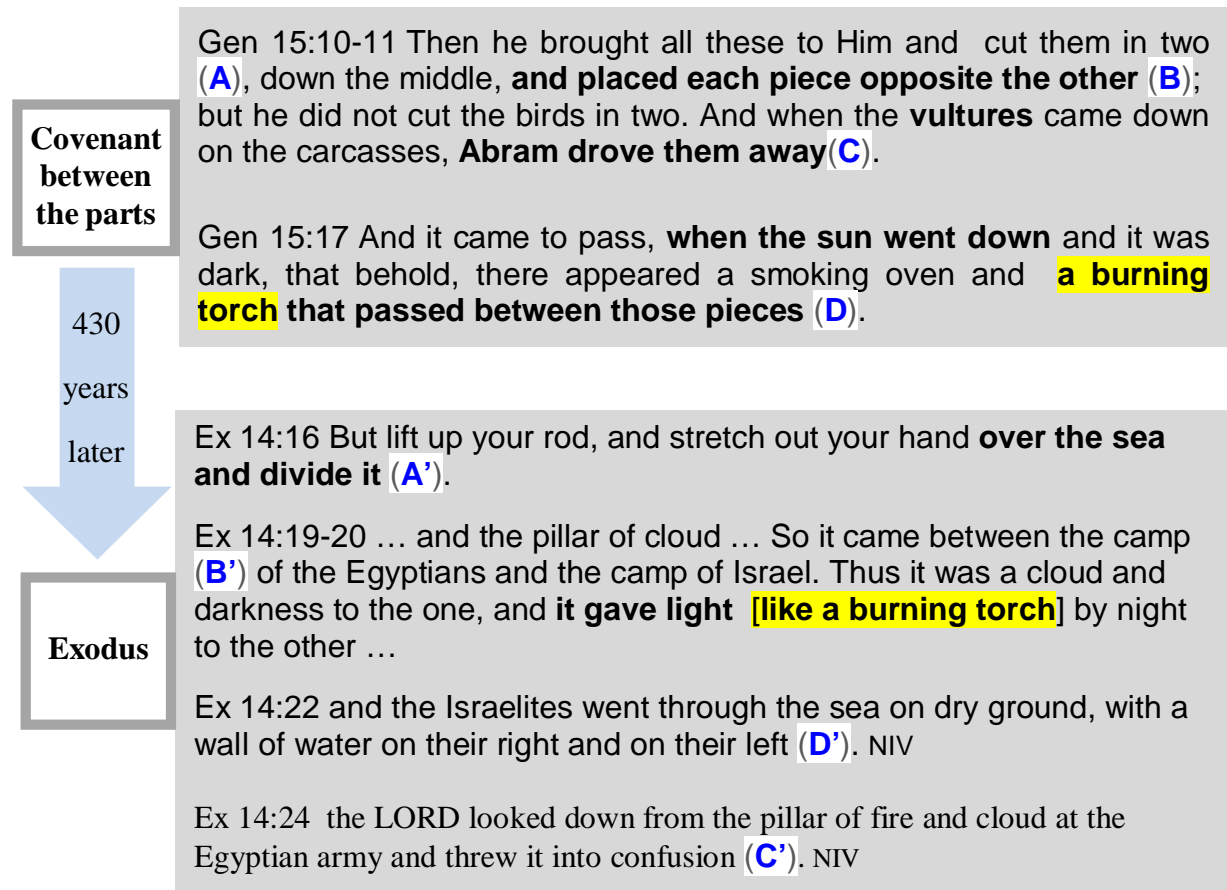 Gen 15:10-11 Then he brought all these to Him and cut them in two
(A), down the middle, and placed each piece opposite the other (B);
but he did not cut the birds in two. And when the vultures came down
on the carcasses, Abram drove them away(C).
Covenant
between
the parts
Gen 15:17 And it came to pass, when the sun went down and it was
dark, that behold, there appeared a smoking oven and a burning
torch that passed between those pieces (D).
430
years
later
Ex 14:16 But lift up your rod, and stretch out your hand over the sea
and divide it (A’).
Ex 14:19-20 … and the pillar of cloud … So it came between the camp
(B’) of the Egyptians and the camp of Israel. Thus it was a cloud and
darkness to the one, and it gave light [like a burning torch] by night
to the other …
Exodus
Ex 14:22 and the Israelites went through the sea on dry ground, with a
wall of water on their right and on their left (D’). NIV
Ex 14:24 the LORD looked down from the pillar of fire and cloud at the
Egyptian army and threw it into confusion (C’). NIV